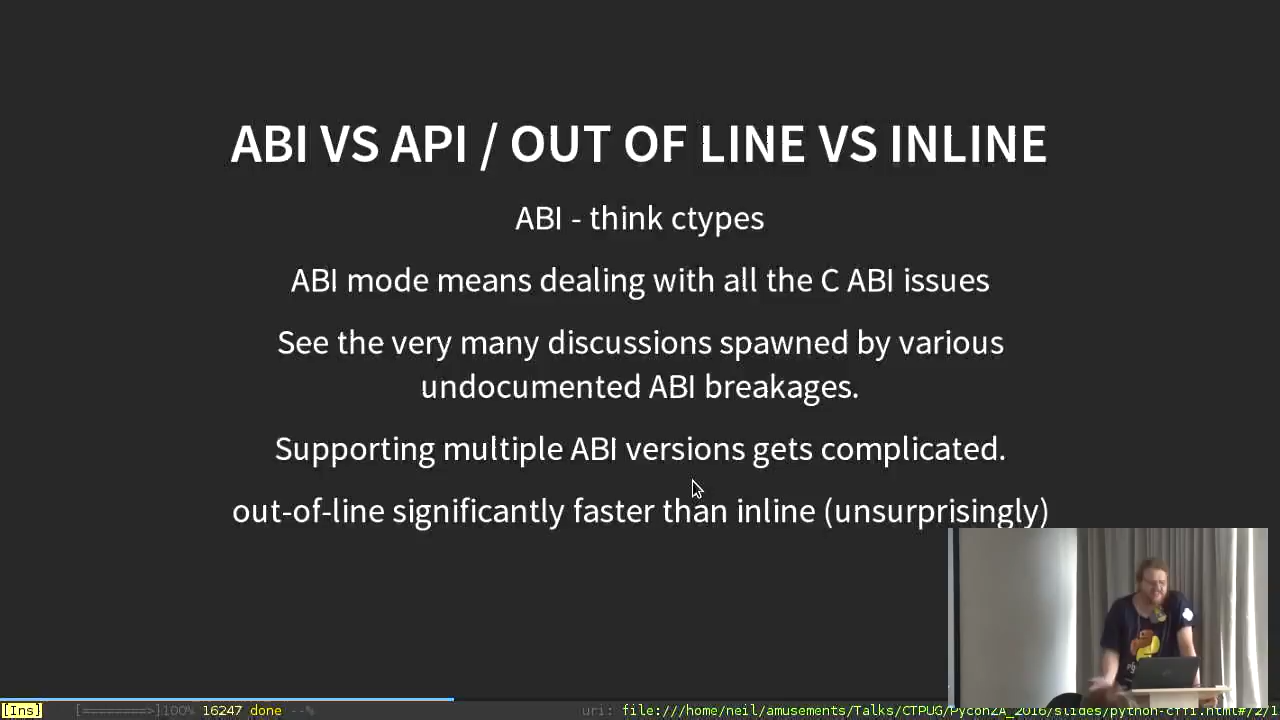 ABI VS API / OUT OF LINE VS INLINE
ABI - think ctypes
ABI mode means dealing with all the C ABI issues
See the very many discussions spawned by various
undocumented ABI breakages.
Supporting multiple ABI versions gets complicated.
out-of-line significantly faster than inline (unsurprisingly)
[Ins] [========>]100% 16247 done --% uri: file:///home/neil/amusements/Talks/CTPUG/PyconZA_2016/slides/python-cffi.html#/2/1